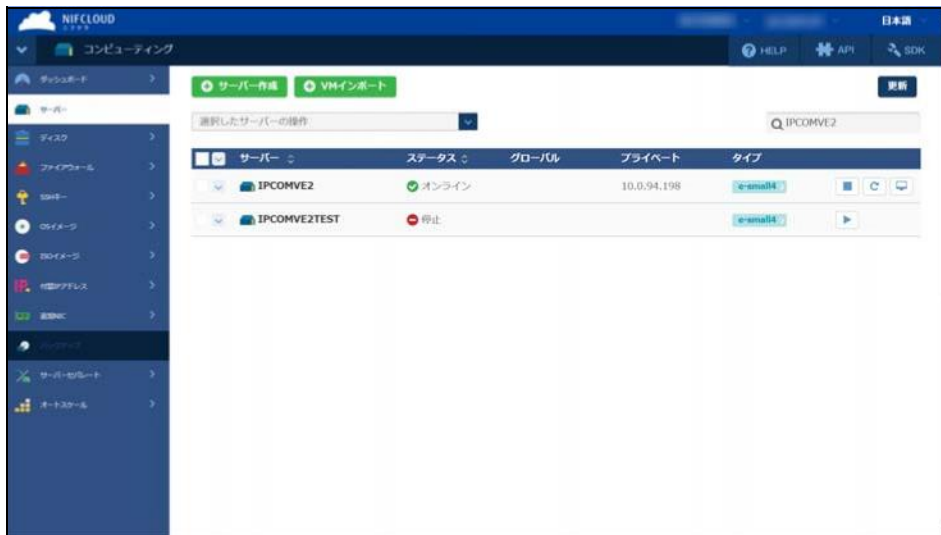 NIFCLOUD
日本語
コンピューティング
HELP
API
SDK
ダッシュボード
サーバー
ディスク
ファイアウォール
SSHキー
OSイメージ
ISOイメージ
付替IPアドレス
追加NIC
バックアップ
サーバーセパレート
オートスケール
サーバー作成
VMインポート
更新
選択したサーバーの操作
IPCOMVE2
サーバー ステータス グローバル プライベート タイプ
IPCOMVE2 オンライン 10.0.94.198 e-small4
IPCOMVE2TEST 停止 e-small4